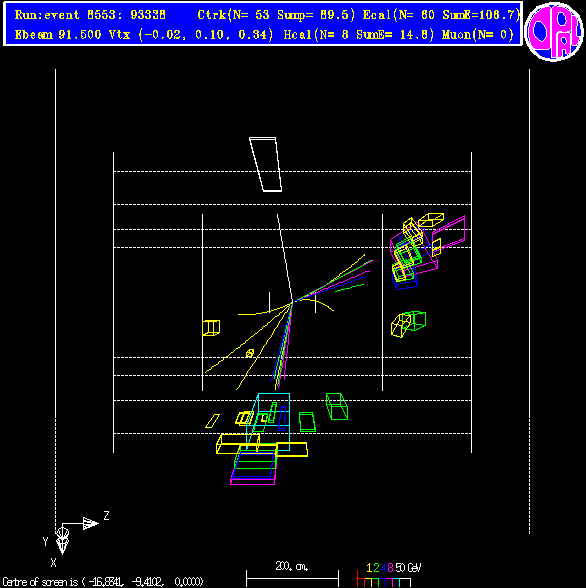 Run:event 8553: 93338 Ctrk(N= 53 Sump= 89.5) Ecal(N= 60 SumE=106.7)
Ebeam 91.500 Vtx (-0.02, 0.10, 0.34) Hcal(N= 8 SumE= 14.8) Muon(N= 0)
OPAL
Z
Y
X
200. cm.
1 2 4 8 50 GeV
Centre of screen is ( -16.8341, -9.4102, 0.0000)